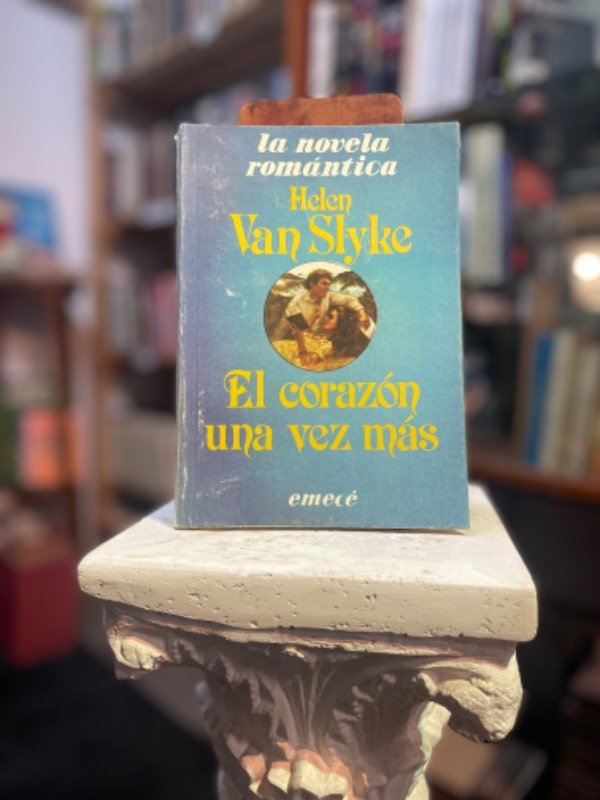 la novela
romántica
Helen
Van Slyke
El corazón
una vez más
emecé